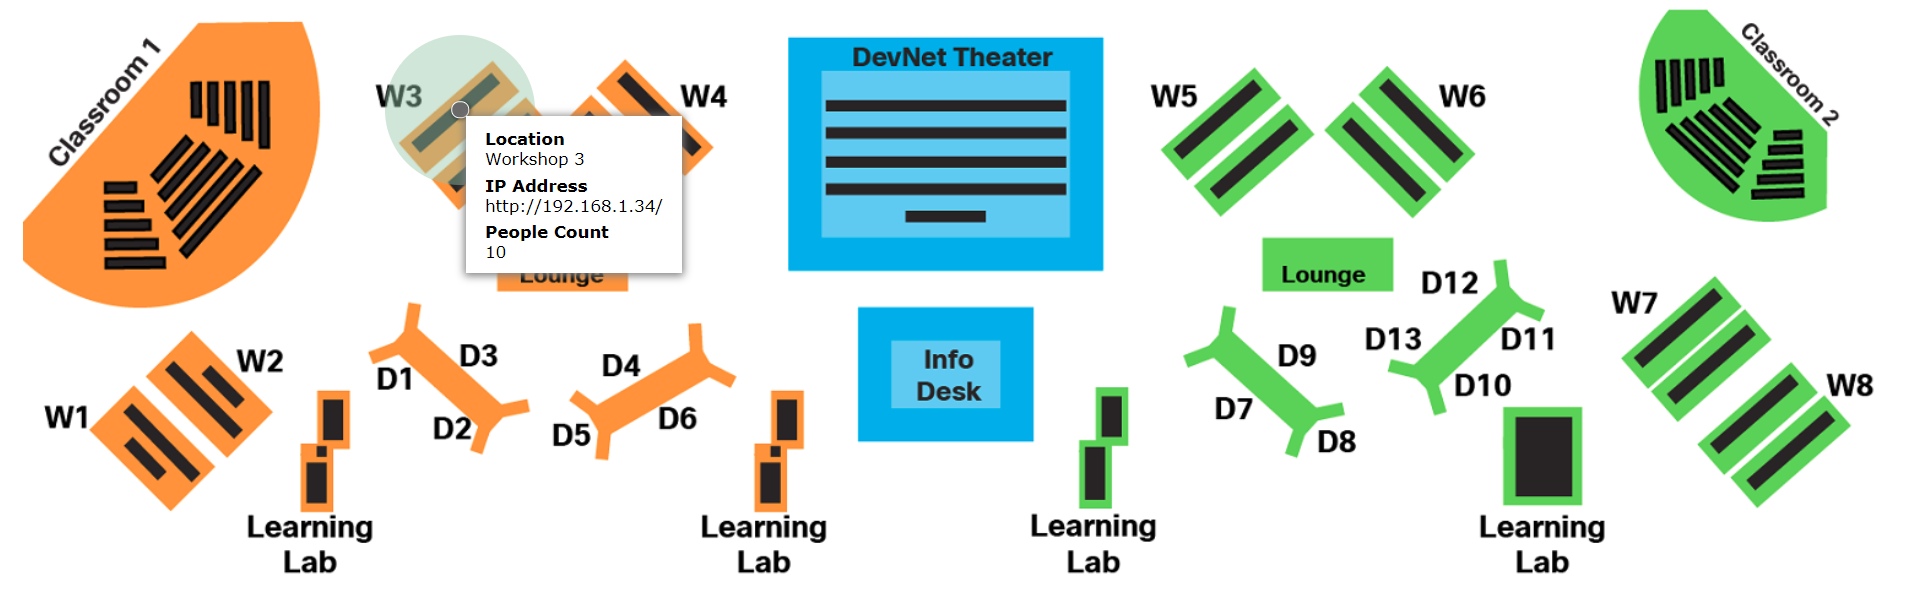 Classroom 1
W3
W4
DevNet Theater
W5
W6
Classroom 2
Location
Workshop 3
IP Address
http://192.168.1.34/
People Count
10
Lounge
Lounge
D12
W7
D3
D1
D2
D4
D5
D6
Info
Desk
D9
D7
D8
D13
D11
D10
W8
W2
W1
Learning
Lab
Learning
Lab
Learning
Lab
Learning
Lab